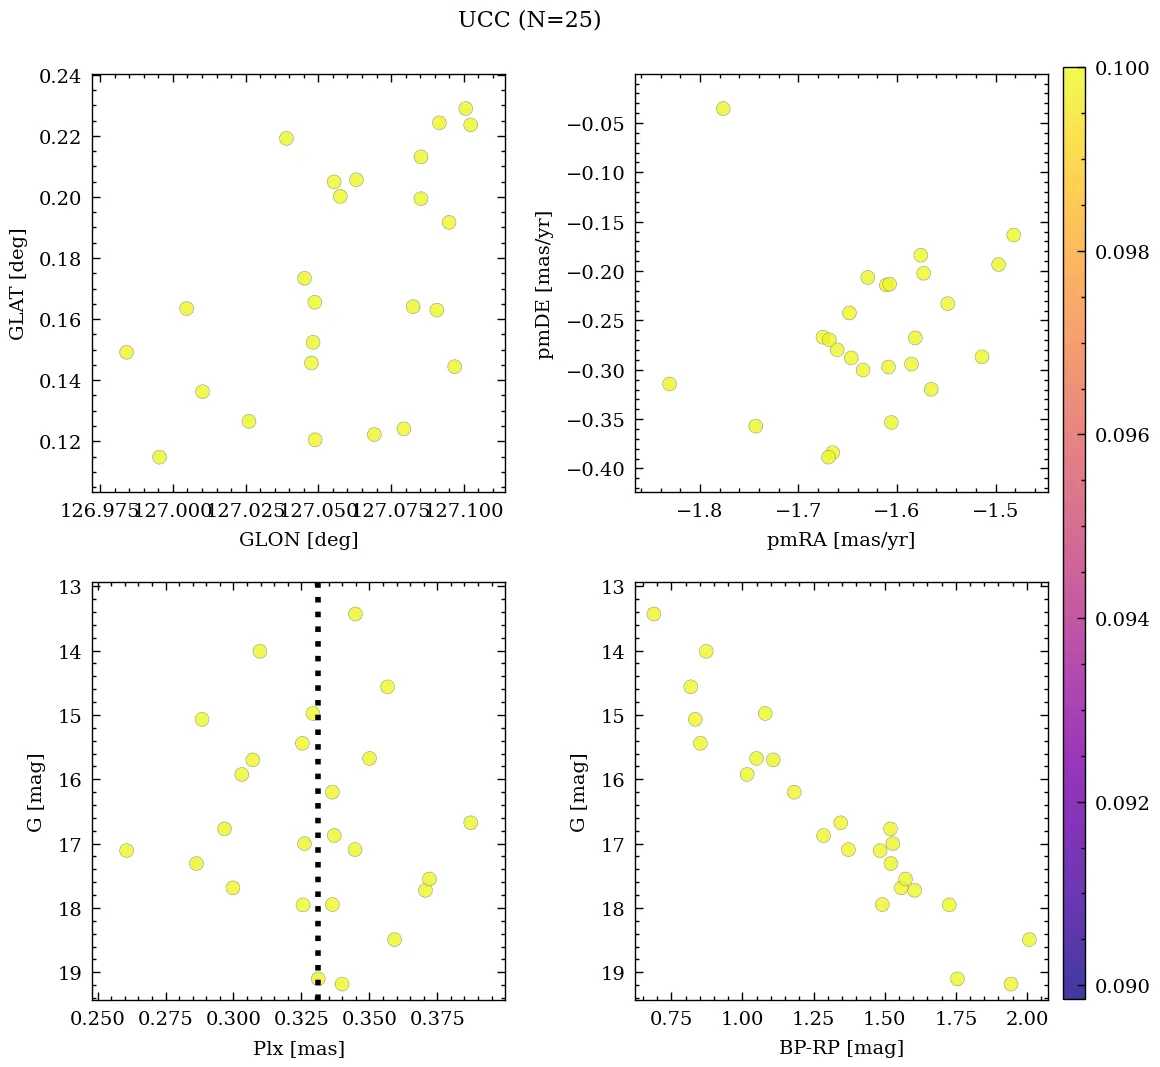 UCC (N=25)
0.24
0.22
0.20
0.18
0.16
0.14
0.12
GLAT [deg]
126.975 127.000 127.025 127.050 127.075 127.100
GLON [deg]
−0.05
−0.10
−0.15
−0.20
−0.25
−0.30
−0.35
−0.40
pmDE [mas/yr]
−1.8 −1.7 −1.6 −1.5
pmRA [mas/yr]
0.100
0.098
0.096
0.094
0.092
0.090
13
14
15
16
17
18
19
G [mag]
0.250 0.275 0.300 0.325 0.350 0.375
Plx [mas]
13
14
15
16
17
18
19
G [mag]
0.75 1.00 1.25 1.50 1.75 2.00
BP-RP [mag]